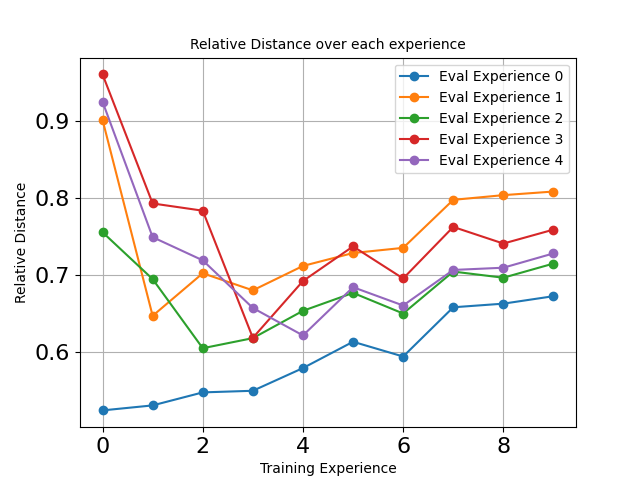 Relative Distance over each experience
Eval Experience 0
Eval Experience 1
Eval Experience 2
Eval Experience 3
Eval Experience 4
Relative Distance
0.9
0.8
0.7
0.6
0 2 4 6 8
Training Experience